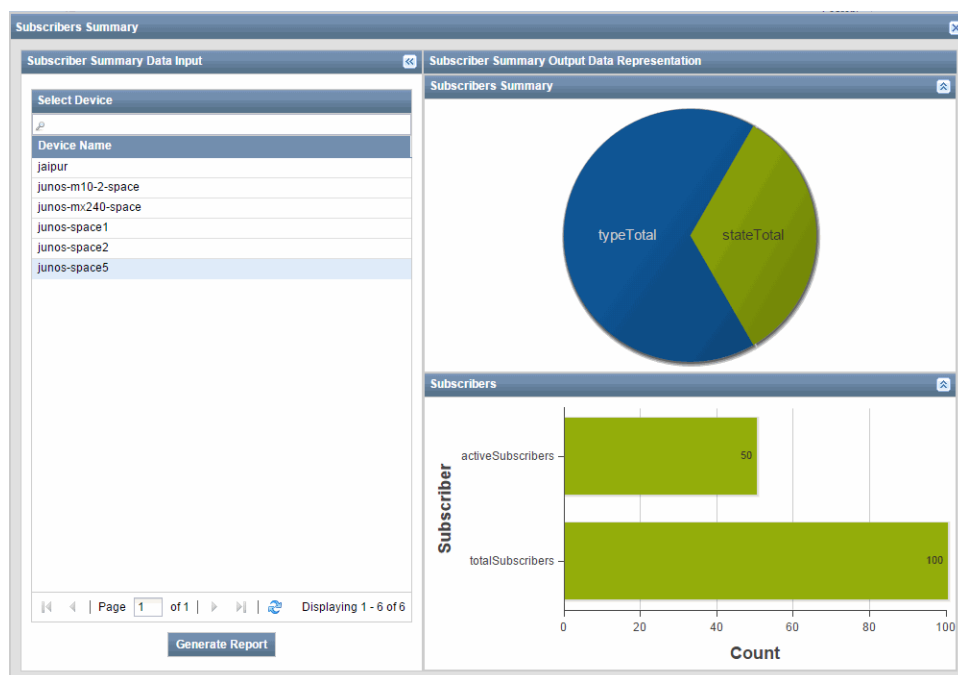 Subscribers Summary
Subscriber Summary Data Input
Select Device
Device Name
jaipur
junos-m10-2-space
junos-mx240-space
junos-space1
junos-space2
junos-space5
Page 1 of 1 Displaying 1 - 6 of 6
Generate Report
Subscriber Summary Output Data Representation
Subscribers Summary
typeTotal
stateTotal
Subscribers
Subscriber
activeSubscribers
50
totalSubscribers
100
0 20 40 60 80 100
Count